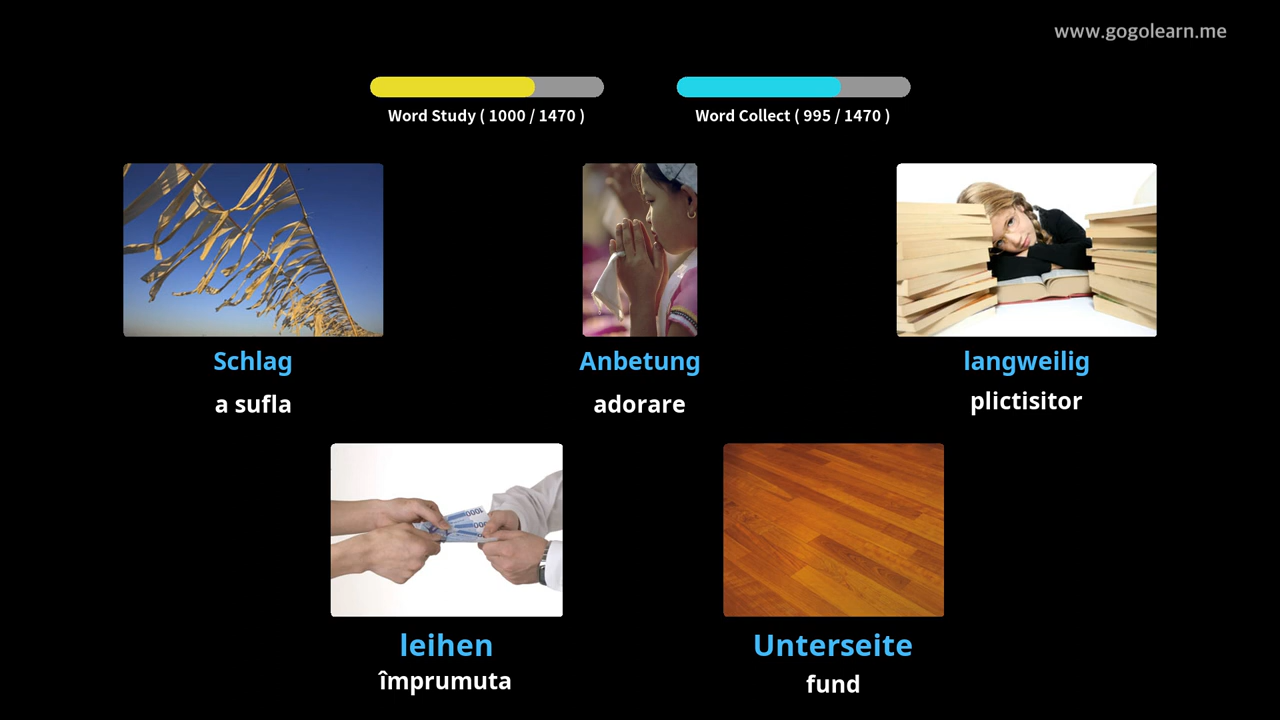 www.gogolearn.me
Word Study ( 1000 / 1470 )
Word Collect ( 995 / 1470 )
Schlag
a sufla
Anbetung
adorare
langweilig
plictisitor
leihen
împrumuta
Unterseite
fund